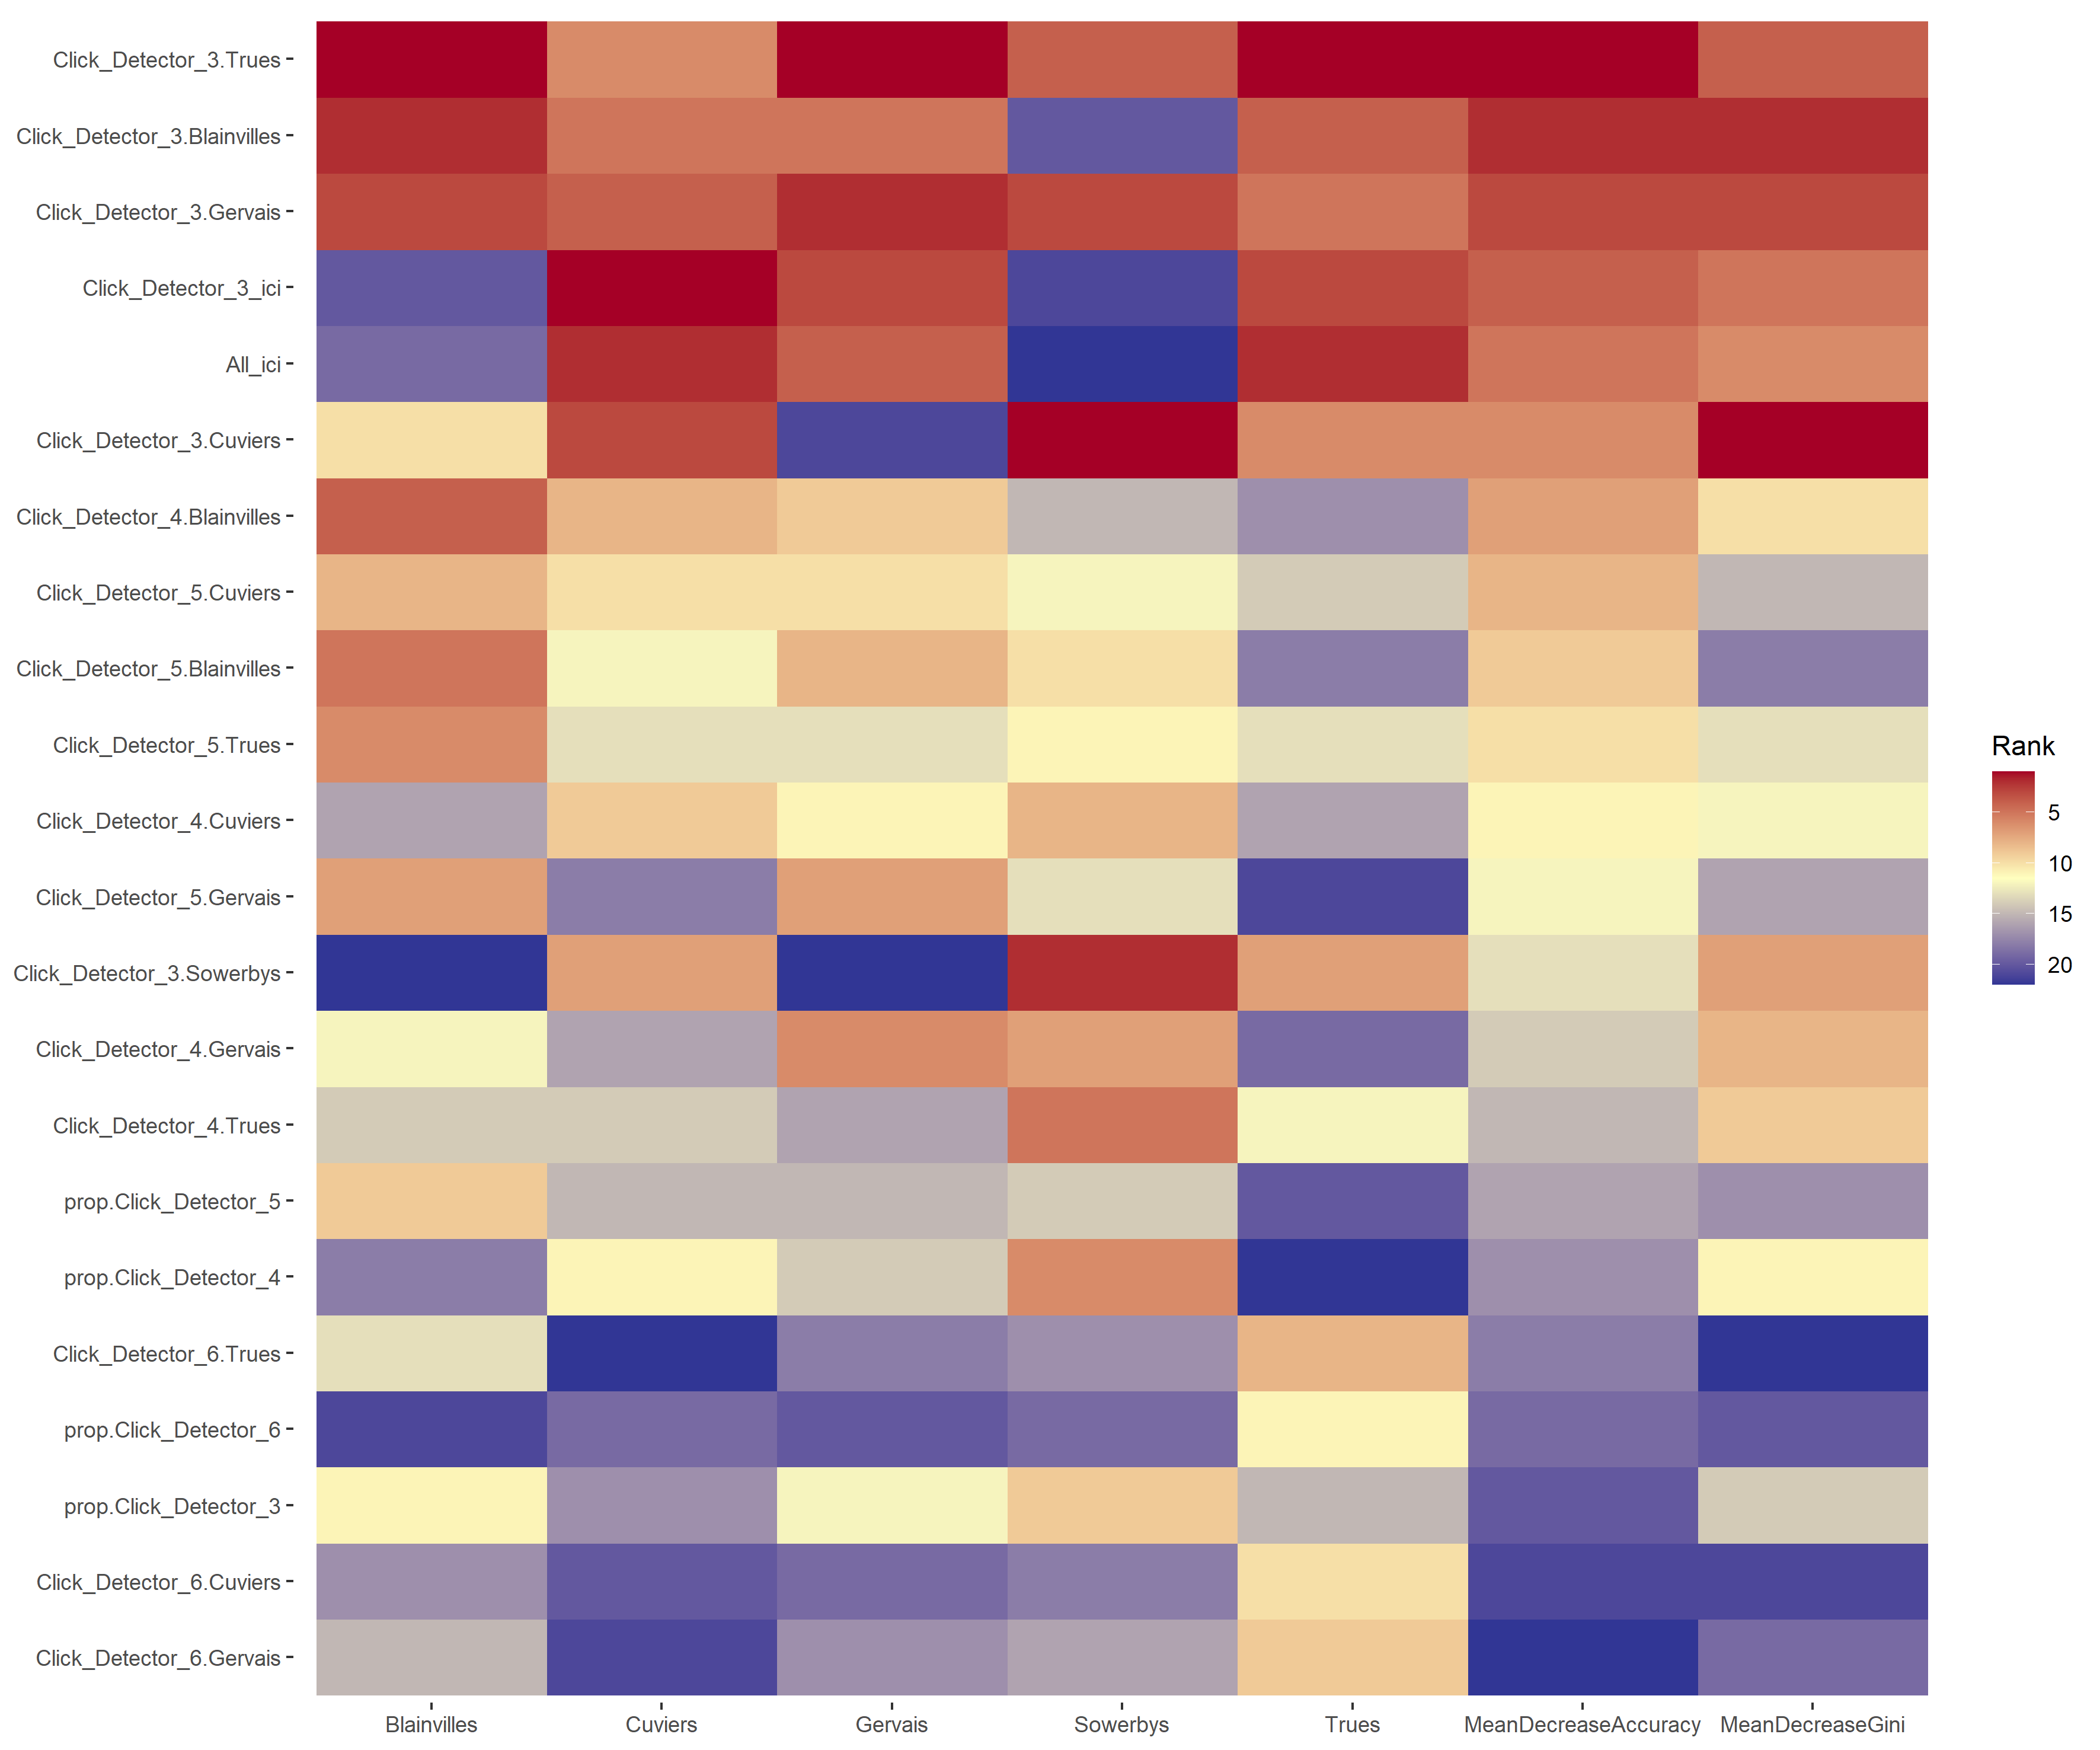 Click_Detector_3.Trues
Click_Detector_3.Blainvilles
Click_Detector_3.Gervais
Click_Detector_3_ici
All_ici
Click_Detector_3.Cuviers
Click_Detector_4.Blainvilles
Click_Detector_5.Cuviers
Click_Detector_5.Blainvilles
Click_Detector_5.Trues
Click_Detector_4.Cuviers
Click_Detector_5.Gervais
Click_Detector_3.Sowerbys
Click_Detector_4.Gervais
Click_Detector_4.Trues
prop.Click_Detector_5
prop.Click_Detector_4
Click_Detector_6.Trues
prop.Click_Detector_6
prop.Click_Detector_3
Click_Detector_6.Cuviers
Click_Detector_6.Gervais
Blainvilles Cuviers Gervais Sowerbys Trues MeanDecreaseAccuracy MeanDecreaseGini
Rank
5
10
15
20